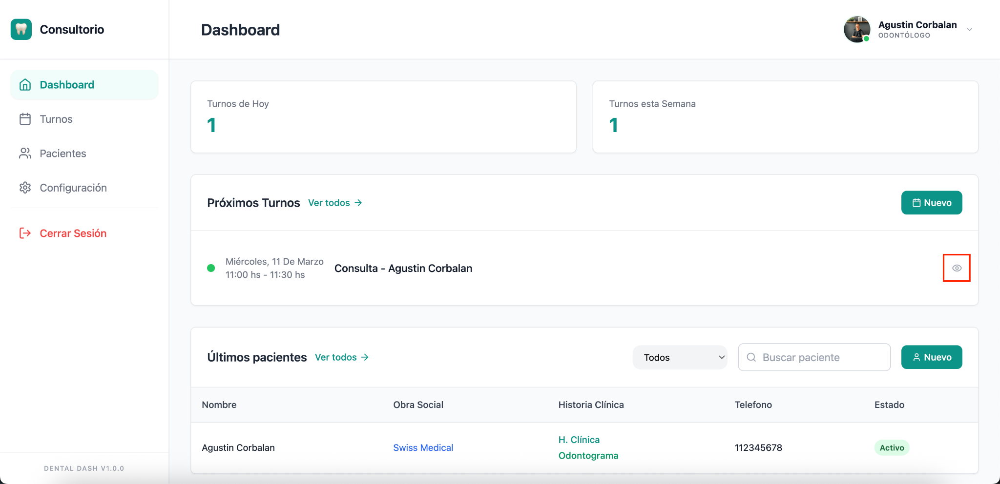 Consultorio
Dashboard
Agustin Corbalan
ODONTÓLOGO
Dashboard
Turnos
Pacientes
Configuración
Cerrar Sesión
DENTAL DASH V1.0.0
Turnos de Hoy
1
Turnos esta Semana
1
Próximos Turnos Ver todos →
Nuevo
Miércoles, 11 De Marzo
11:00 hs - 11:30 hs
Consulta - Agustin Corbalan
Últimos pacientes Ver todos →
Todos
Buscar paciente
Nuevo
Nombre Obra Social Historia Clínica Telefono Estado
Agustin Corbalan
Swiss Medical
H. Clínica
Odontograma
112345678
Activo